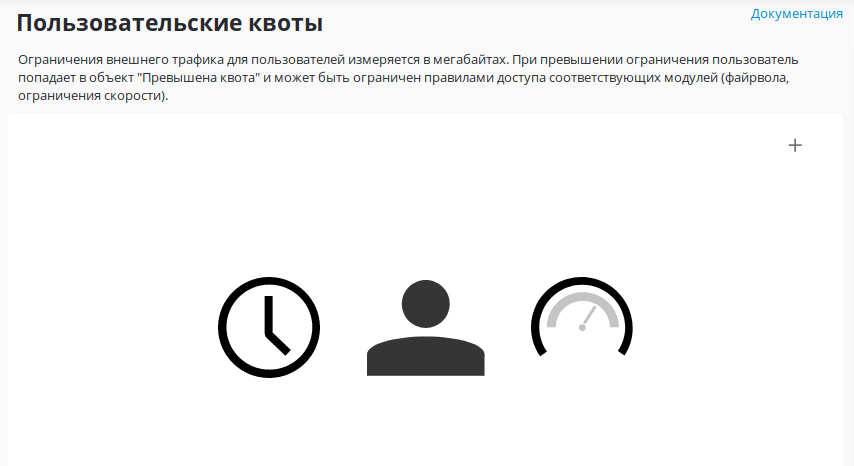 Пользовательские квоты
Документация
Ограничения внешнего трафика для пользователей измеряется в мегабайтах. При превышении ограничения пользователь
попадает в объект "Превышена квота" и может быть ограничен правилами доступа соответствующих модулей (файрвола,
ограничения скорости).